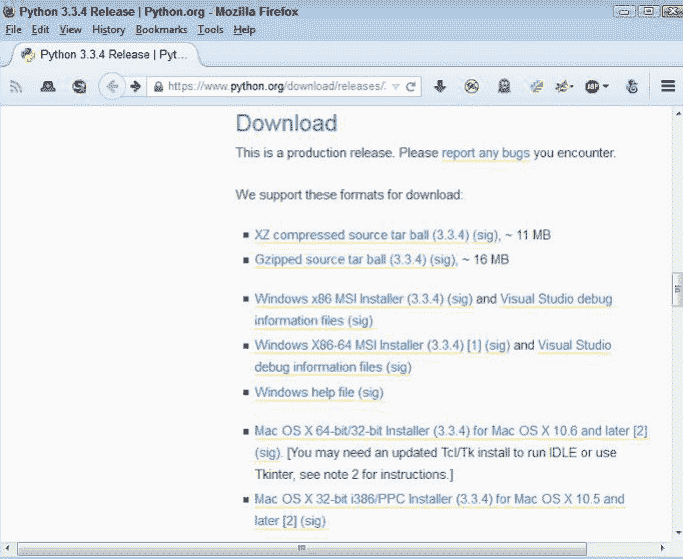 Python 3.3.4 Release | Python.org - Mozilla Firefox
File Edit View History Bookmarks Tools Help
Python 3.3.4 Release | Pyt...
https://www.python.org/download/releases/
ABP
Download
This is a production release. Please report any bugs you encounter.
We support these formats for download:
XZ compressed source tar ball (3.3.4) (sig), ~ 11 MB
Gzipped source tar ball (3.3.4) (sig), ~ 16 MB
Windows x86 MSI Installer (3.3.4) (sig) and Visual Studio debug
information files (sig)
Windows X86-64 MSI Installer (3.3.4) [1] (sig) and Visual Studio
debug information files (sig)
Windows help file (sig)
Mac OS X 64-bit/32-bit Installer (3.3.4) for Mac OS X 10.6 and later [2]
(sig). [You may need an updated Tcl/Tk install to run IDLE or use
Tkinter, see note 2 for instructions.]
Mac OS X 32-bit i386/PPC Installer (3.3.4) for Mac OS X 10.5 and
later [2] (sig)